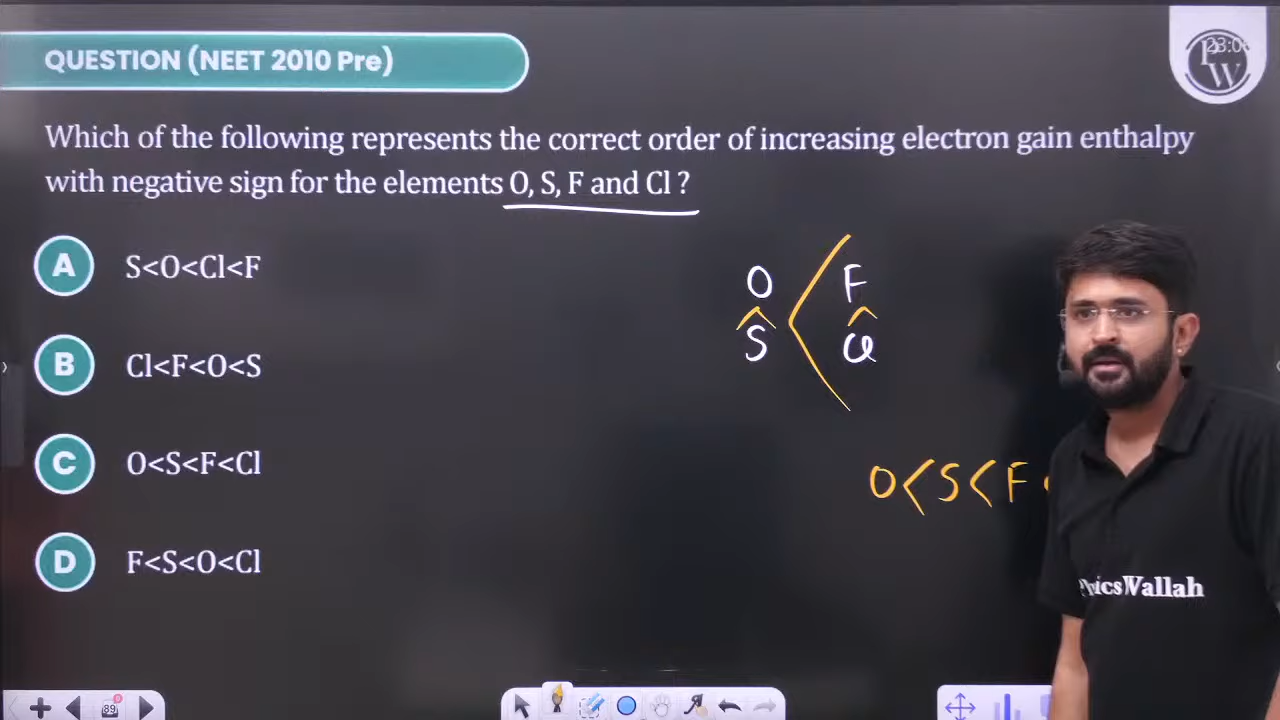 QUESTION (NEET 2010 Pre)
Which of the following represents the correct order of increasing electron gain enthalpy
with negative sign for the elements O, S, F and Cl ?
A S<O<Cl<F
B Cl<F<O<S
C O<S<F<Cl
D F<S<O<Cl
O F
S Cl
O<S<F
PW
89